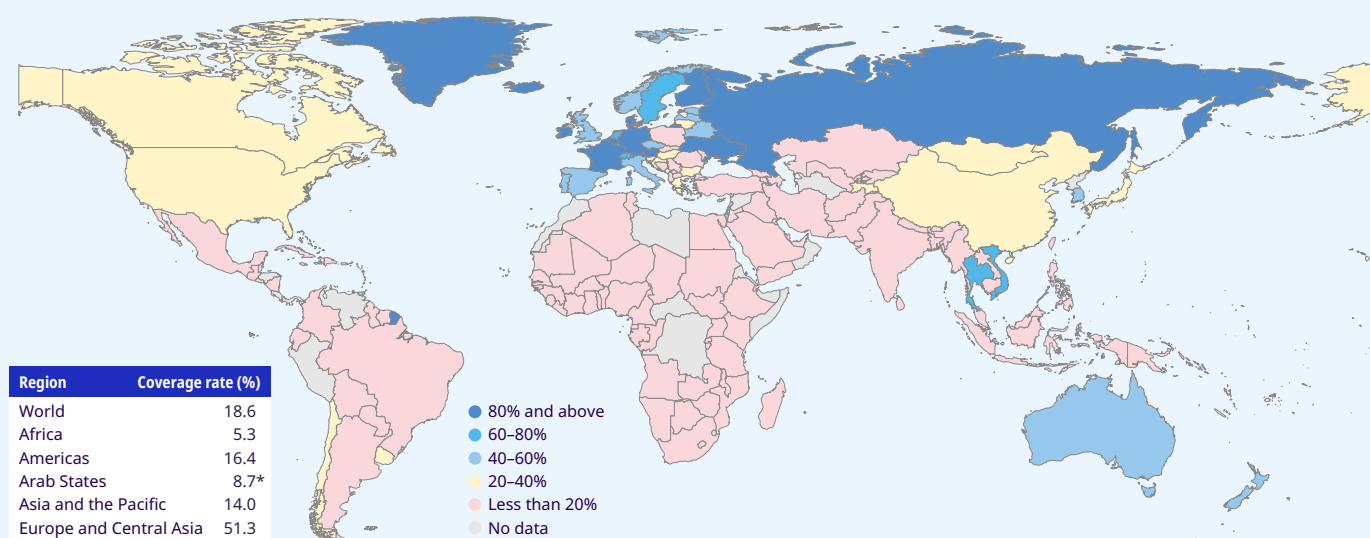 Region Coverage rate (%)
World 18.6
Africa 5.3
Americas 16.4
Arab States 8.7*
Asia and the Pacific 14.0
Europe and Central Asia 51.3
80% and above
60–80%
40–60%
20–40%
Less than 20%
No data